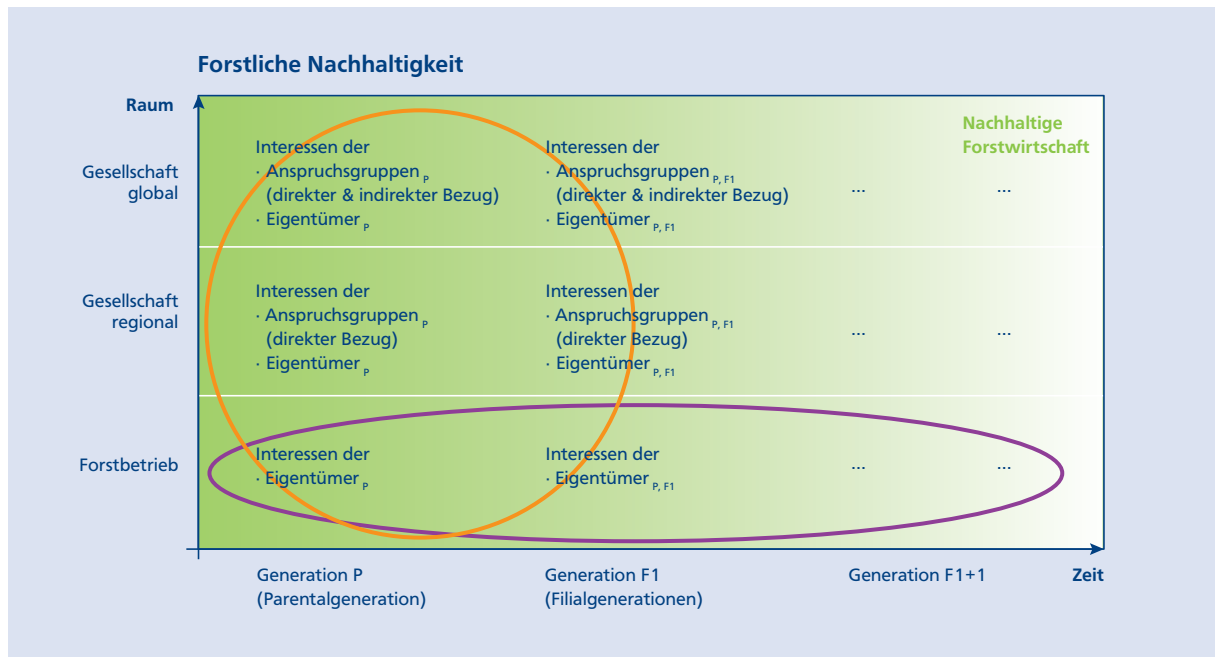 Forstliche Nachhaltigkeit
Raum
Nachhaltige
Forstwirtschaft
Gesellschaft
global
Interessen der
· Anspruchsgruppen P
(direkter & indirekter Bezug)
· Eigentümer P
Interessen der
· Anspruchsgruppen P, F1
(direkter & indirekter Bezug)
· Eigentümer P, F1
...
...
Gesellschaft
regional
Interessen der
· Anspruchsgruppen P
(direkter Bezug)
· Eigentümer P
Interessen der
· Anspruchsgruppen P, F1
(direkter Bezug)
· Eigentümer P, F1
...
...
Forstbetrieb
Interessen der
· Eigentümer P
Interessen der
· Eigentümer P, F1
...
...
Generation P
(Parentalgeneration)
Generation F1
(Filialgenerationen)
Generation F1+1
Zeit